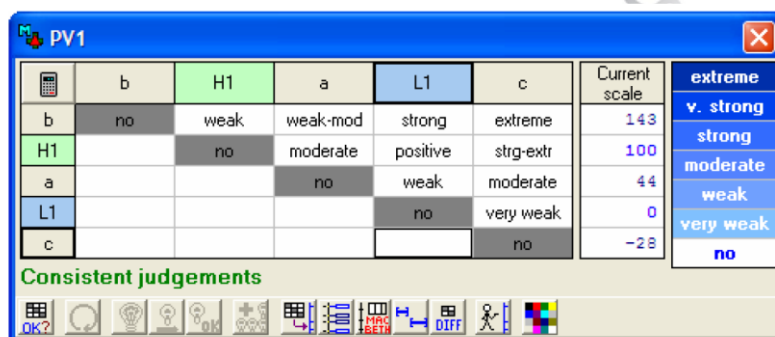 PV1
b H1 a L1 c Current scale extreme
b no weak weak-mod strong extreme 143 v. strong
H1 no moderate positive strg-extr 100 strong
a no weak moderate 44 moderate
L1 no very weak 0 weak
c no -28 very weak
no
Consistent judgements
OK? OK MAC BETH DIFF